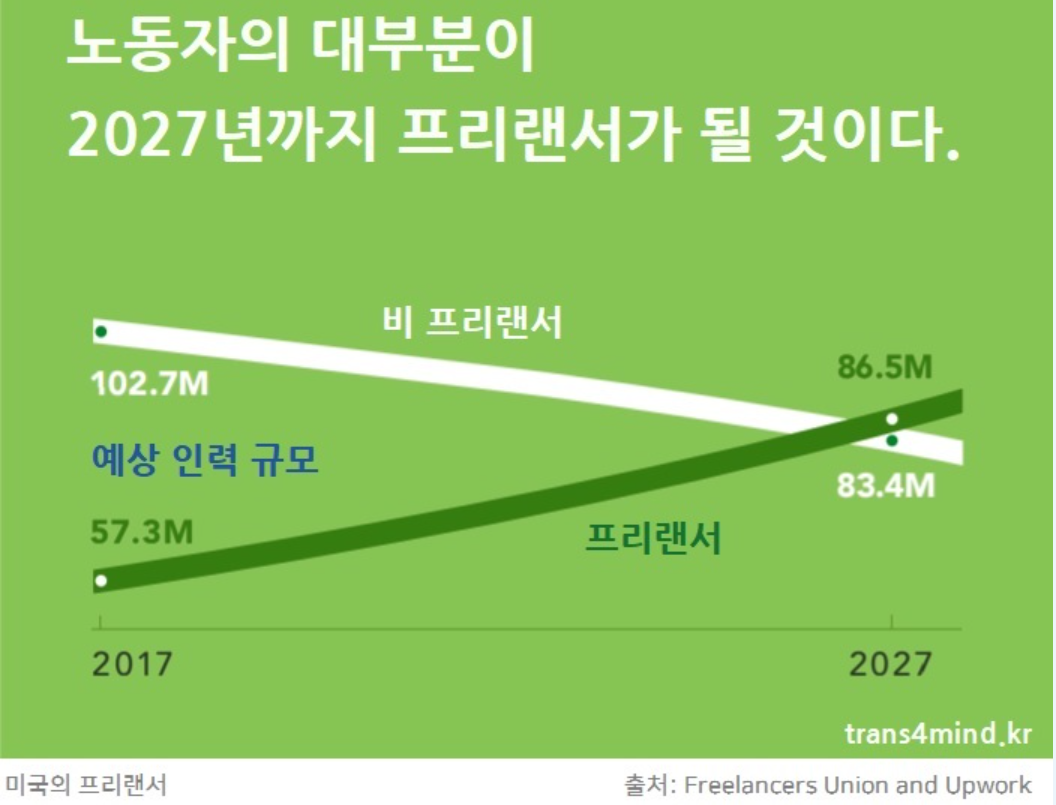 노동자의 대부분이
2027년까지 프리랜서가 될 것이다.
비 프리랜서
102.7M
86.5M
예상 인력 규모
83.4M
57.3M
프리랜서
2017
2027
trans4mind.kr
미국의 프리랜서
출처: Freelancers Union and Upwork